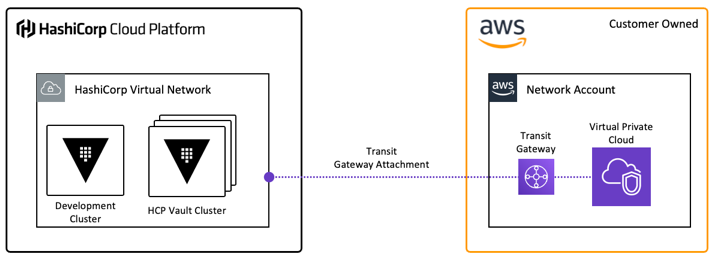 HashiCorp Cloud Platform
HashiCorp Virtual Network
Development
Cluster
HCP Vault Cluster
Transit
Gateway Attachment
aws
Customer Owned
aws
Network Account
Transit
Gateway
Virtual Private
Cloud